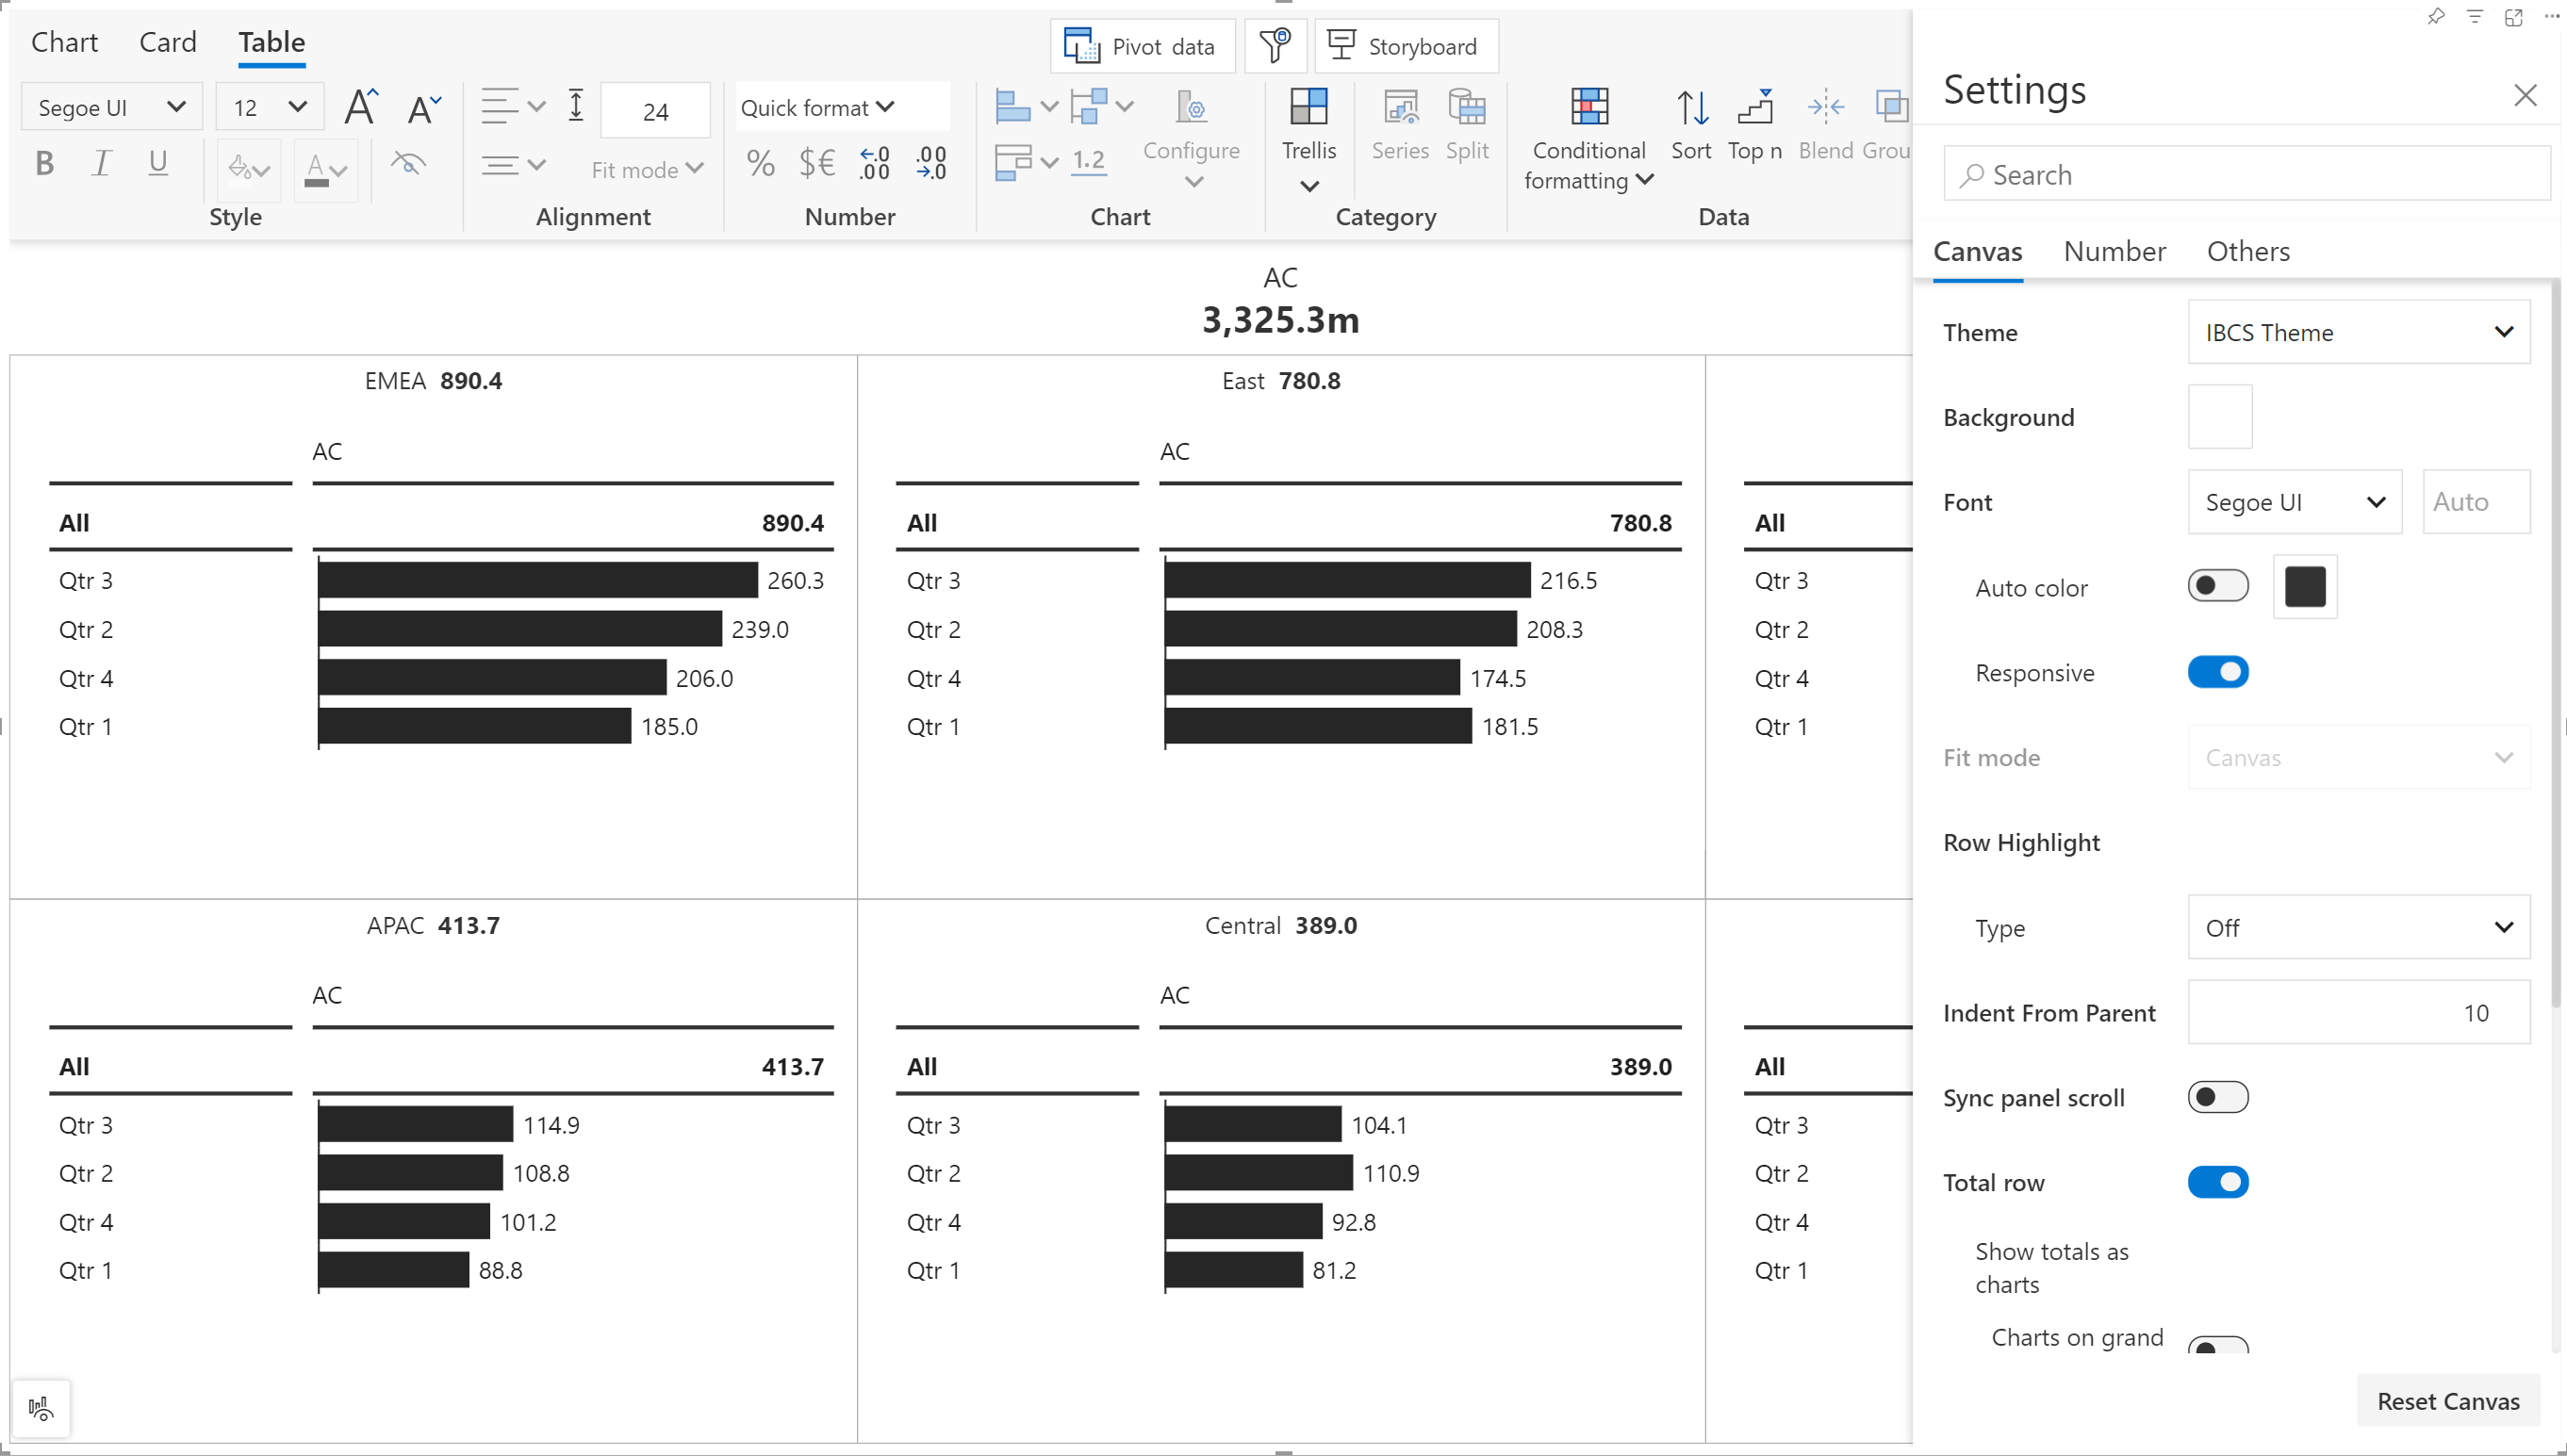 Chart Card Table
Pivot data
Storyboard
Segoe UI 12 A A
24
Quick format
B I U A
Fit mode
% $€ .0 .00 .00 .0
1.2
Configure
Trellis
Series Split
Conditional formatting
Sort Top n Blend Grou
Style Alignment Number Chart Category Data
AC
3,325.3m
EMEA 890.4
AC
All 890.4
Qtr 3 260.3
Qtr 2 239.0
Qtr 4 206.0
Qtr 1 185.0
East 780.8
AC
All 780.8
Qtr 3 216.5
Qtr 2 208.3
Qtr 4 174.5
Qtr 1 181.5
All
Qtr 3
Qtr 2
Qtr 4
Qtr 1
APAC 413.7
AC
All 413.7
Qtr 3 114.9
Qtr 2 108.8
Qtr 4 101.2
Qtr 1 88.8
Central 389.0
AC
All 389.0
Qtr 3 104.1
Qtr 2 110.9
Qtr 4 92.8
Qtr 1 81.2
All
Qtr 3
Qtr 2
Qtr 4
Qtr 1
Settings
Search
Canvas Number Others
Theme IBCS Theme
Background
Font Segoe UI Auto
Auto color
Responsive
Fit mode Canvas
Row Highlight
Type Off
Indent From Parent 10
Sync panel scroll
Total row
Show totals as
charts
Charts on grand
Reset Canvas